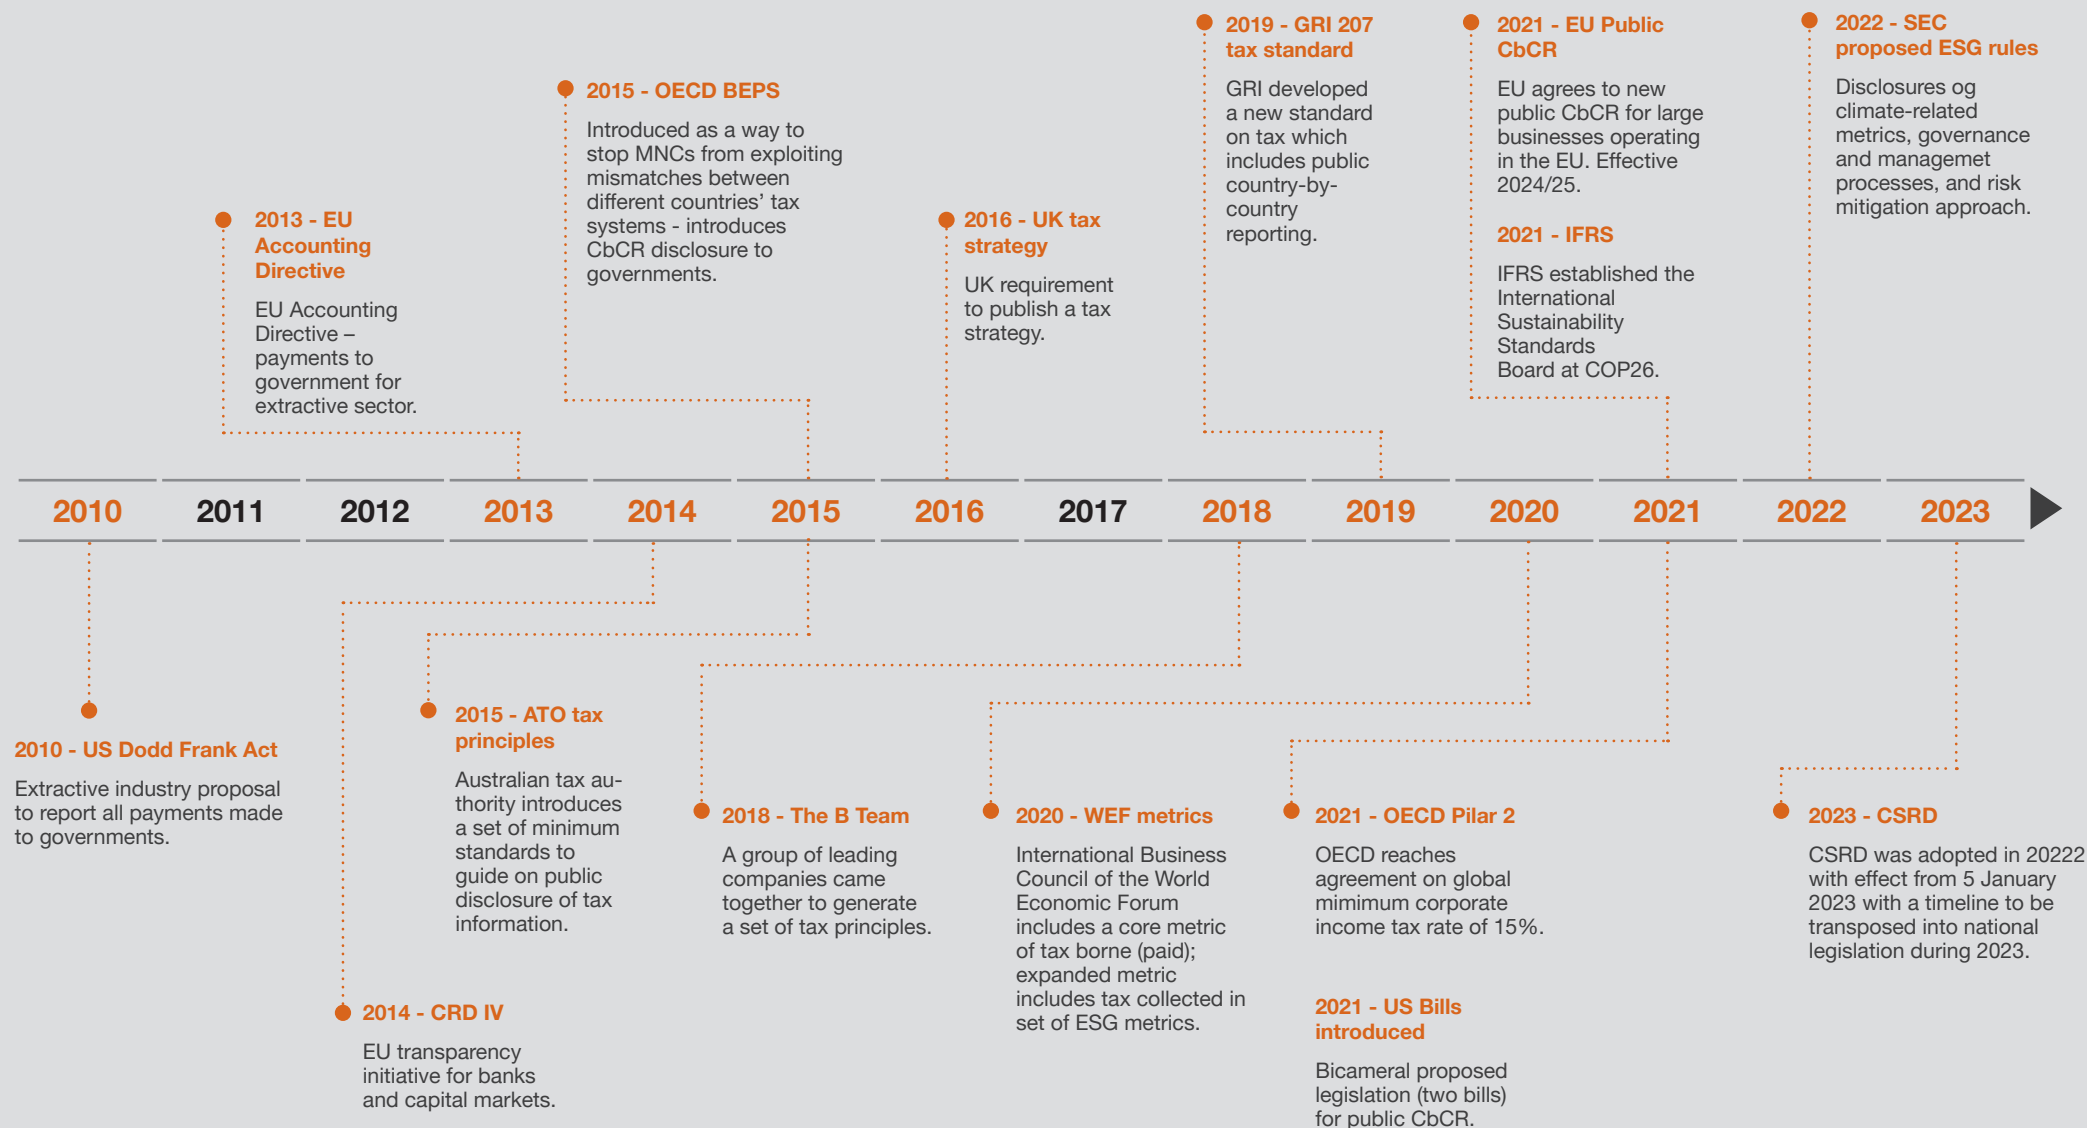 2013 - EU
Accounting
Directive
EU Accounting
Directive –
payments to
government for
extractive sector.
2015 - OECD BEPS
Introduced as a way to
stop MNCs from exploiting
mismatches between
different countries’ tax
systems - introduces
CbCR disclosure to
governments.
2016 - UK tax
strategy
UK requirement
to publish a tax
strategy.
2019 - GRI 207
tax standard
GRI developed
a new standard
on tax which
includes public
country-by-
country
reporting.
2021 - EU Public
CbCR
EU agrees to new
public CbCR for large
businesses operating
in the EU. Effective
2024/25.
2021 - IFRS
IFRS established the
International
Sustainability
Standards
Board at COP26.
2022 - SEC
proposed ESG rules
Disclosures og
climate-related
metrics, governance
and managemet
processes, and risk
mitigation approach.
2010 2011 2012 2013 2014 2015 2016 2017 2018 2019 2020 2021 2022 2023
2010 - US Dodd Frank Act
Extractive industry proposal
to report all payments made
to governments.
2014 - CRD IV
EU transparency
initiative for banks
and capital markets.
2015 - ATO tax
principles
Australian tax au-
thority introduces
a set of minimum
standards to
guide on public
disclosure of tax
information.
2018 - The B Team
A group of leading
companies came
together to generate
a set of tax principles.
2020 - WEF metrics
International Business
Council of the World
Economic Forum
includes a core metric
of tax borne (paid);
expanded metric
includes tax collected in
set of ESG metrics.
2021 - OECD Pilar 2
OECD reaches
agreement on global
mimimum corporate
income tax rate of 15%.
2021 - US Bills
introduced
Bicameral proposed
legislation (two bills)
for public CbCR.
2023 - CSRD
CSRD was adopted in 20222
with effect from 5 January
2023 with a timeline to be
transposed into national
legislation during 2023.